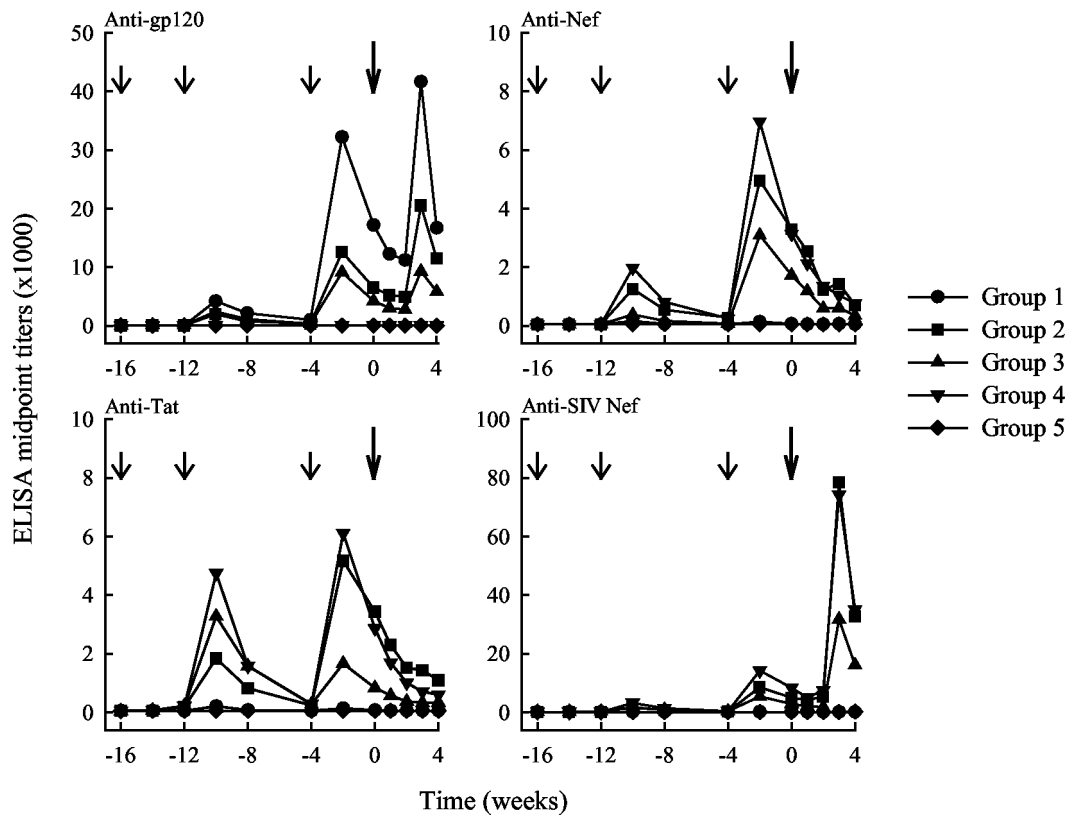 Anti-gp120
50
40
30
20
10
0
-16 -12 -8 -4 0 4
Anti-Nef
10
8
6
4
2
0
-16 -12 -8 -4 0 4
Anti-Tat
10
8
6
4
2
0
-16 -12 -8 -4 0 4
Anti-SIV Nef
100
80
60
40
20
0
-16 -12 -8 -4 0 4
ELISA midpoint titers (x1000)
Time (weeks)
Group 1
Group 2
Group 3
Group 4
Group 5